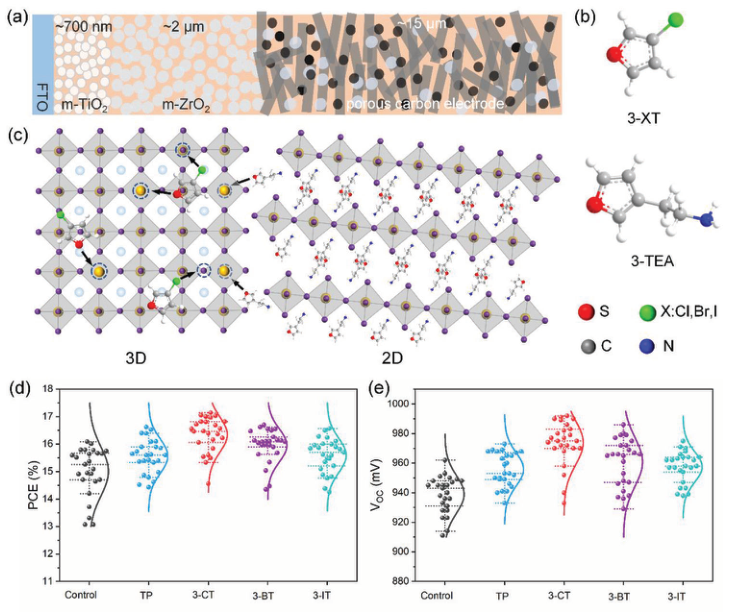 (a)
~700 nm
~2 μm
~15 μm
FTO
m-TiO2
m-ZrO2
porous carbon electrode
(b)
3-XT
3-TEA
S
X:Cl,Br,I
C
N
(c)
3D
2D
(d)
PCE (%)
18
17
16
15
14
13
12
11
Control
TP
3-CT
3-BT
3-IT
(e)
VOC (mV)
1000
980
960
940
920
900
880
Control
TP
3-CT
3-BT
3-IT